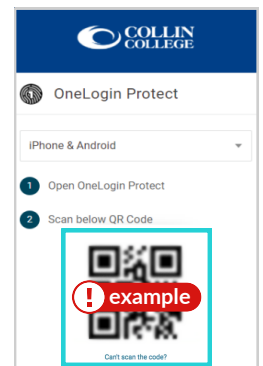 COLLIN
COLLEGE
OneLogin Protect
iPhone & Android
1 Open OneLogin Protect
2 Scan below QR Code
! example
Can't scan the code?